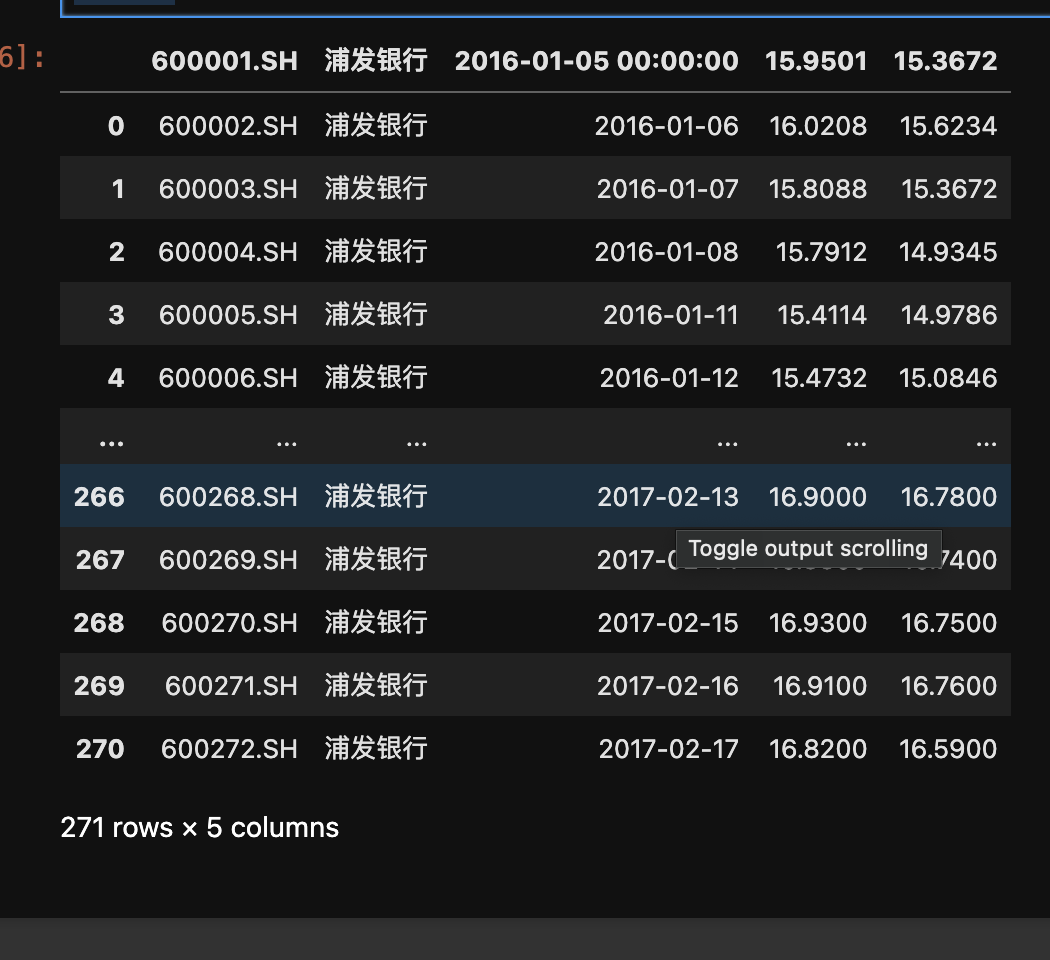 6]:
600001.SH 浦发银行 2016-01-05 00:00:00 15.9501 15.3672
0 600002.SH 浦发银行 2016-01-06 16.0208 15.6234
1 600003.SH 浦发银行 2016-01-07 15.8088 15.3672
2 600004.SH 浦发银行 2016-01-08 15.7912 14.9345
3 600005.SH 浦发银行 2016-01-11 15.4114 14.9786
4 600006.SH 浦发银行 2016-01-12 15.4732 15.0846
... ... ... ... ... ...
266 600268.SH 浦发银行 2017-02-13 16.9000 16.7800
267 600269.SH 浦发银行 2017-
Toggle output scrolling
7400
268 600270.SH 浦发银行 2017-02-15 16.9300 16.7500
269 600271.SH 浦发银行 2017-02-16 16.9100 16.7600
270 600272.SH 浦发银行 2017-02-17 16.8200 16.5900
271 rows × 5 columns